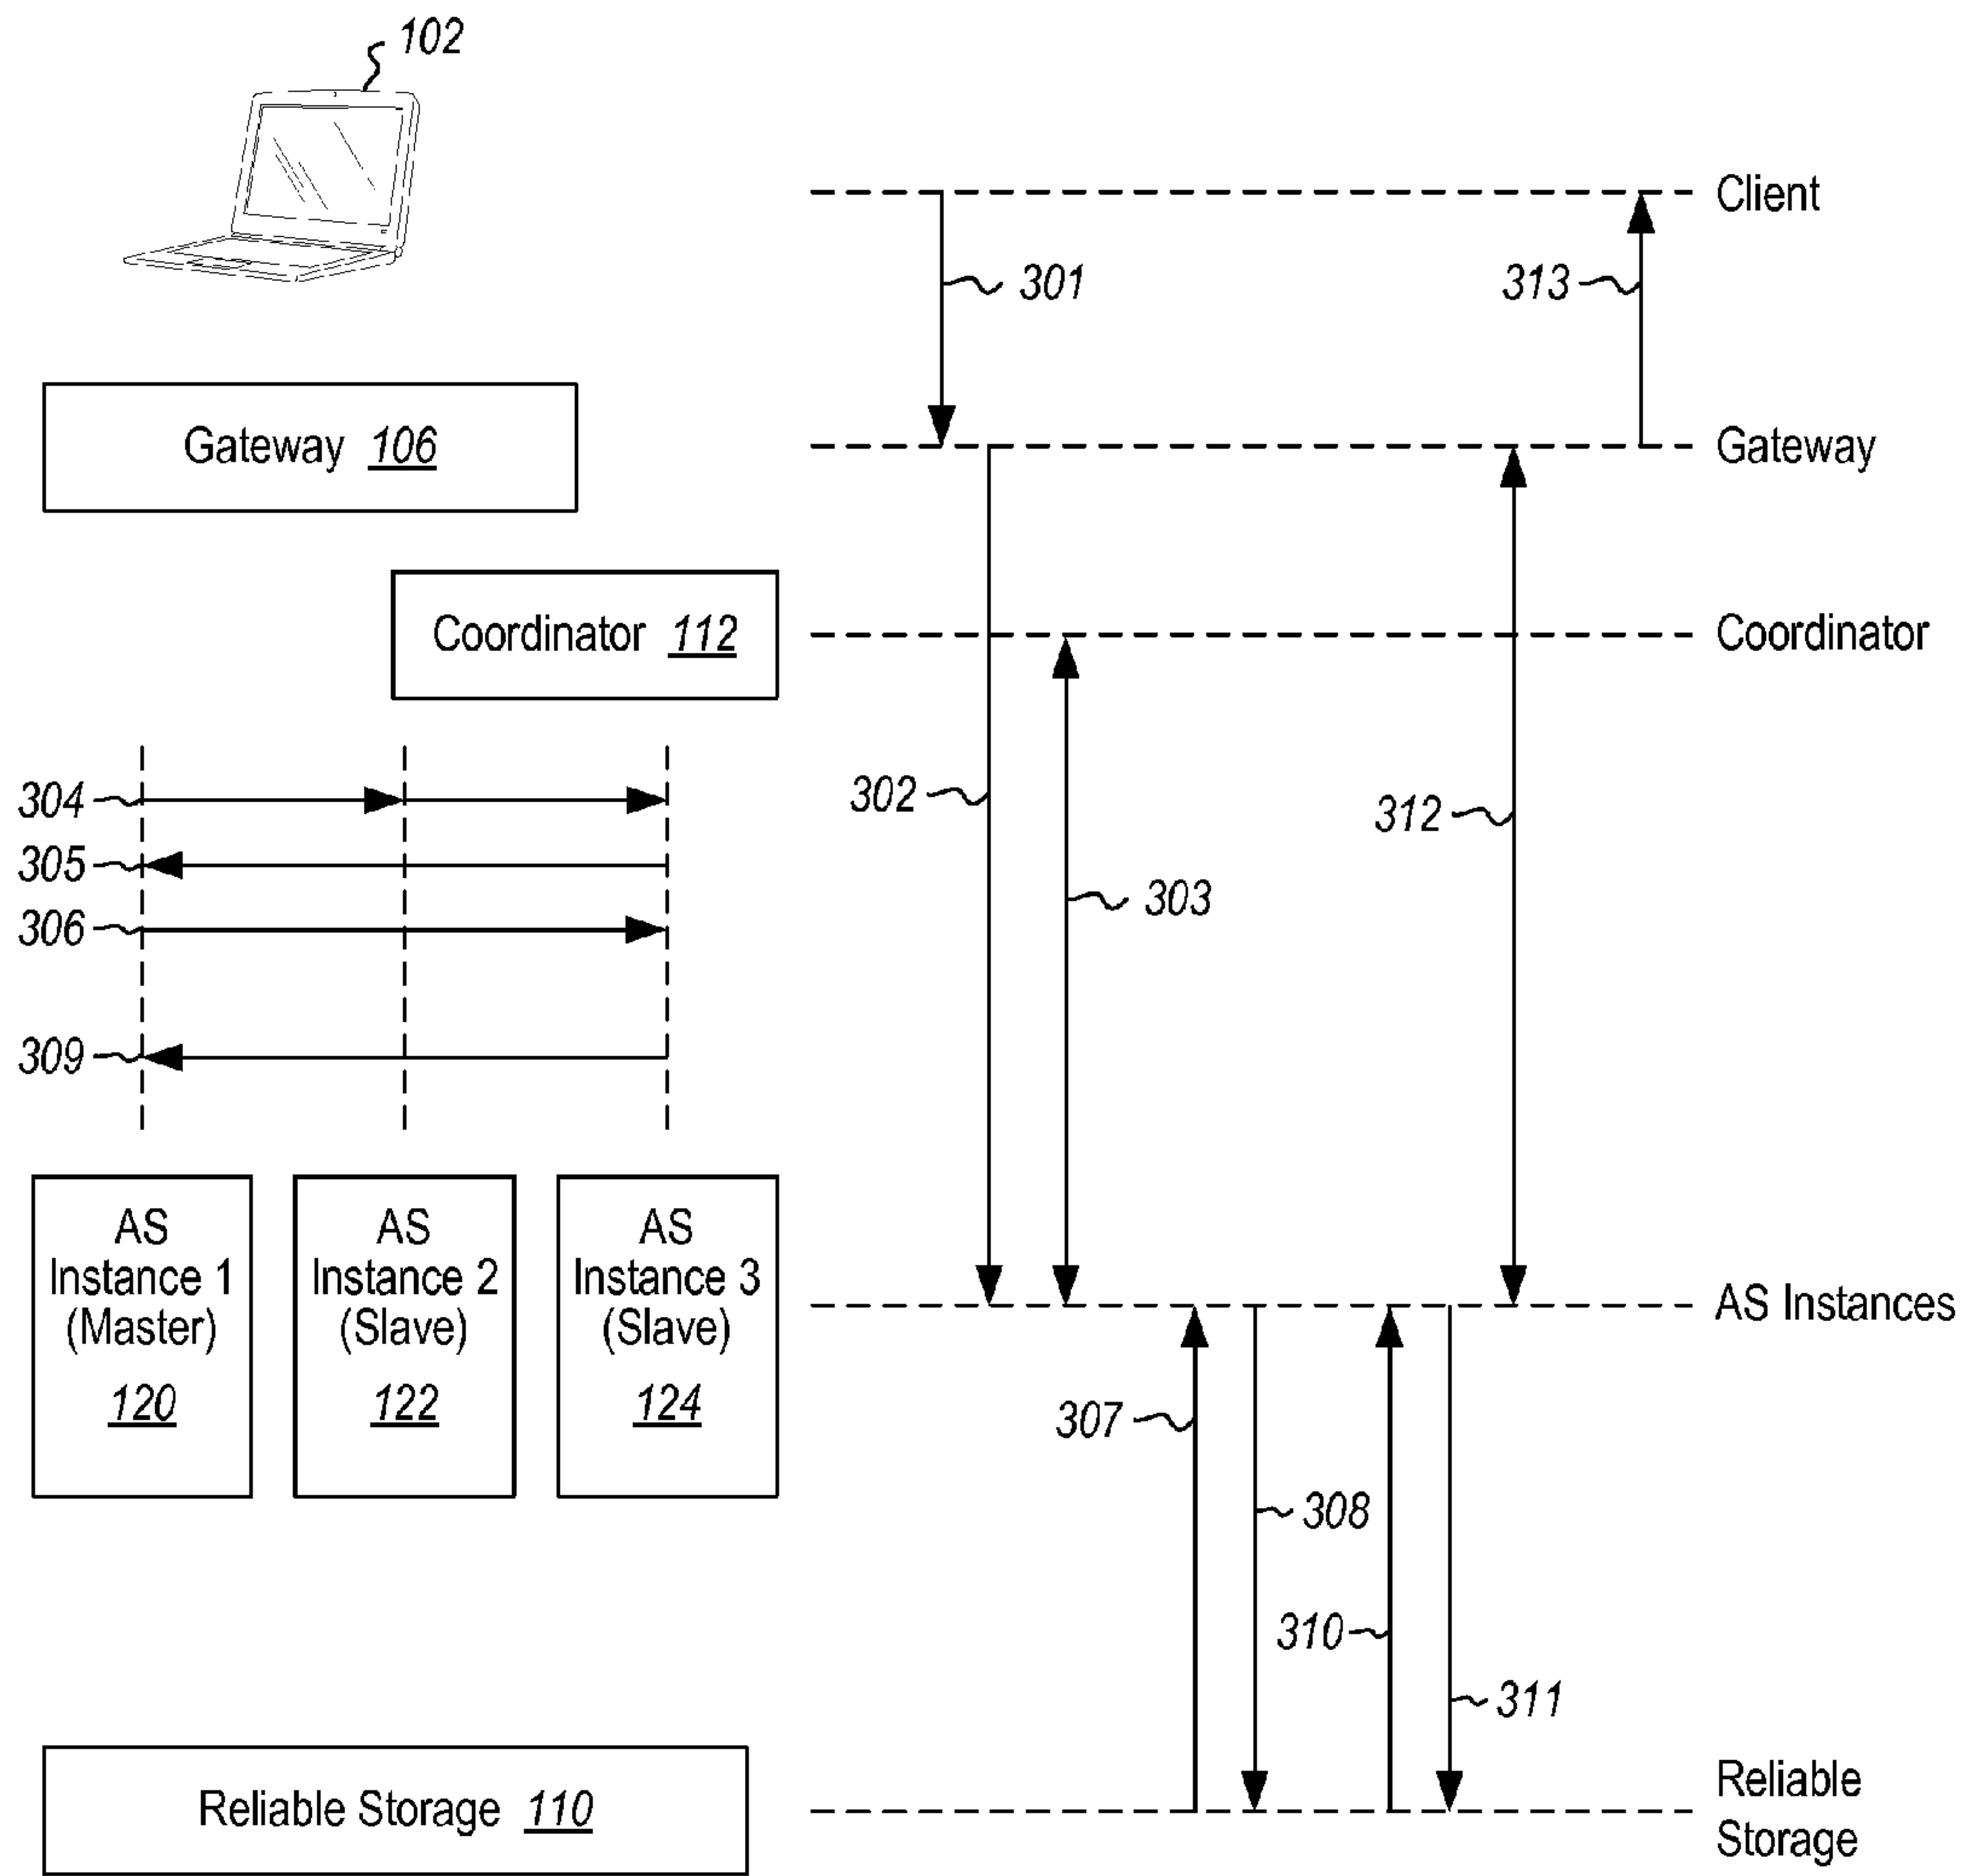 102
Client
301
313
Gateway 106
Gateway
Coordinator 112
Coordinator
304
302
312
305
303
306
309
AS
Instance 1
(Master)
120
AS
Instance 2
(Slave)
122
AS
Instance 3
(Slave)
124
AS Instances
307
308
310
311
Reliable Storage 110
Reliable
Storage